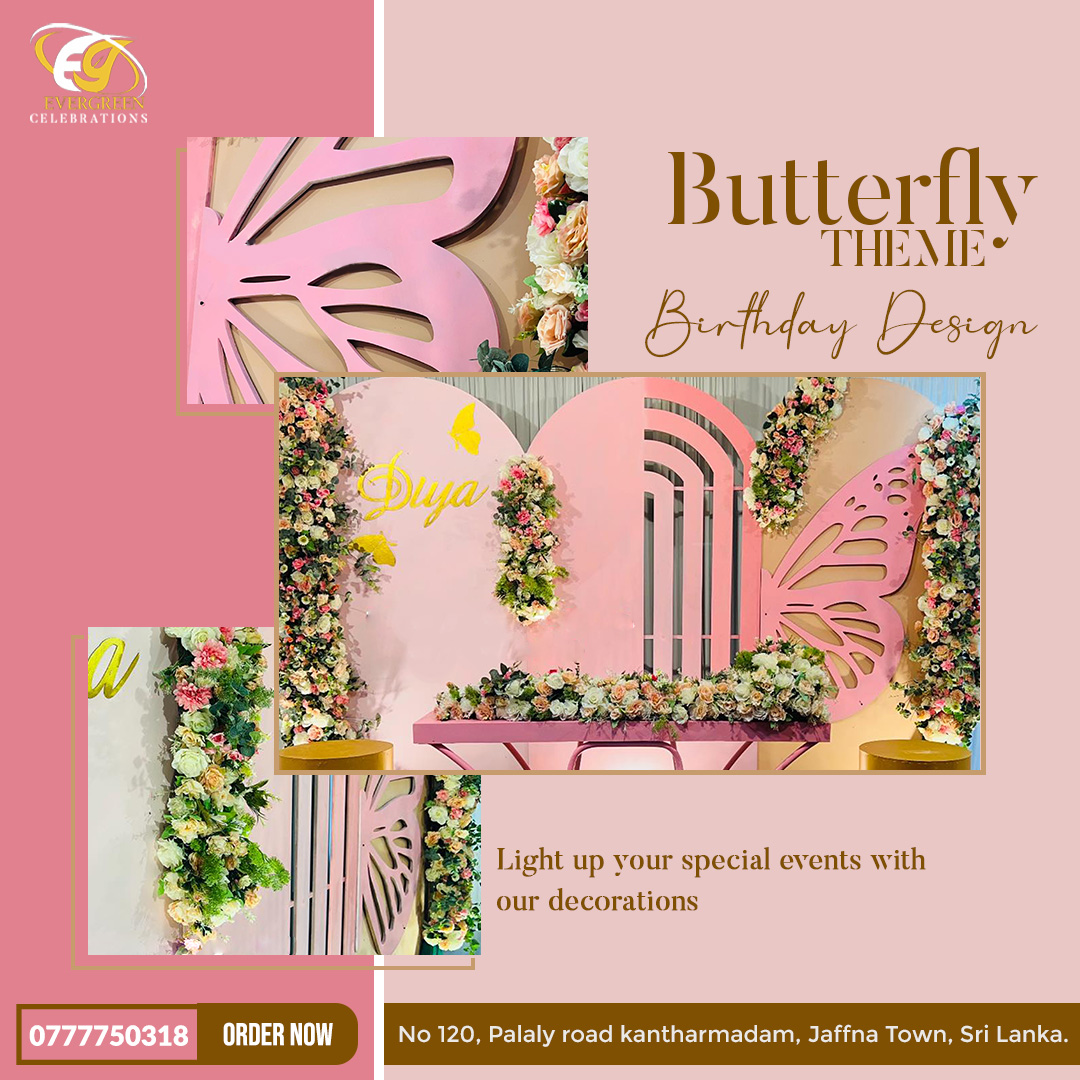 Eg
EVERGREEN
CELEBRATIONS
Butterfly
THEME
Birthday Design
Diya
a
Light up your special events with
our decorations
0777750318
ORDER NOW
No 120, Palaly road kantharmadam, Jaffna Town, Sri Lanka.